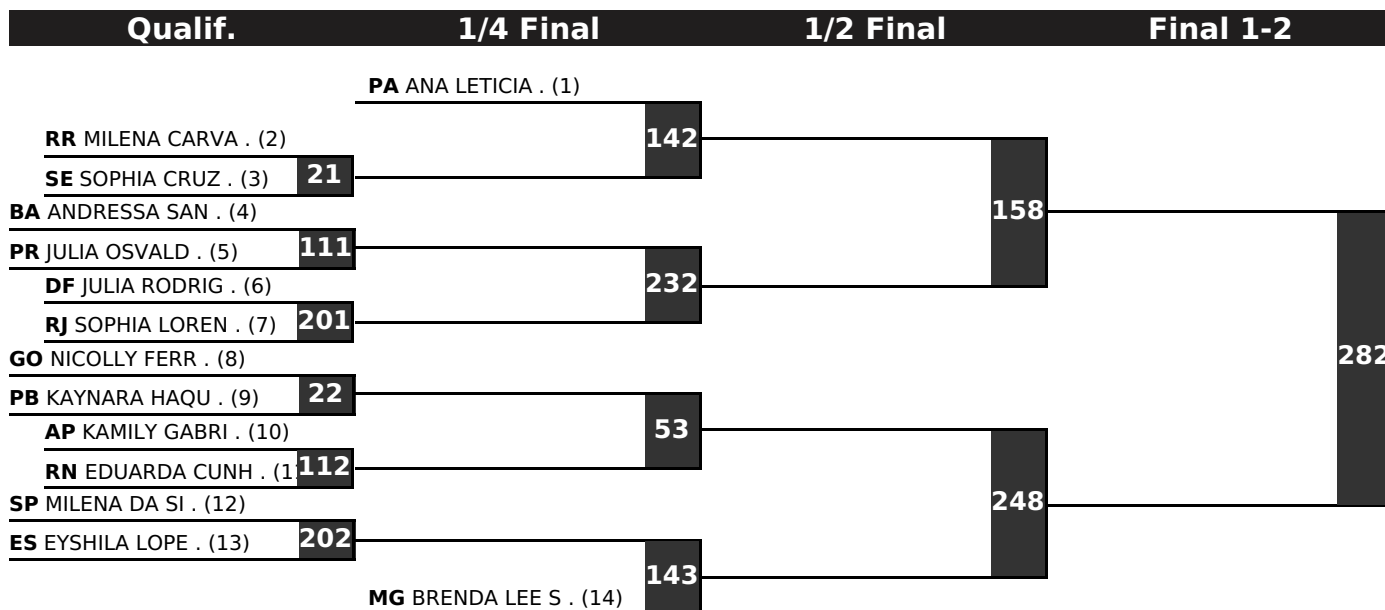 Qualif. 1/4 Final 1/2 Final Final 1-2
PA ANA LETICIA . (1)
RR MILENA CARVA . (2)
142
21
SE SOPHIA CRUZ . (3)
BA ANDRESSA SAN . (4)
158
PR JULIA OSVALD . (5)
111
DF JULIA RODRIG . (6)
232
RJ SOPHIA LOREN . (7)
201
GO NICOLLY FERR . (8)
282
PB KAYNARA HAQU . (9)
22
AP KAMILY GABRI . (10)
53
RN EDUARDA CUNH . (1
112
SP MILENA DA SI . (12)
248
ES EYSHILA LOPE . (13)
202
143
MG BRENDA LEE S . (14)